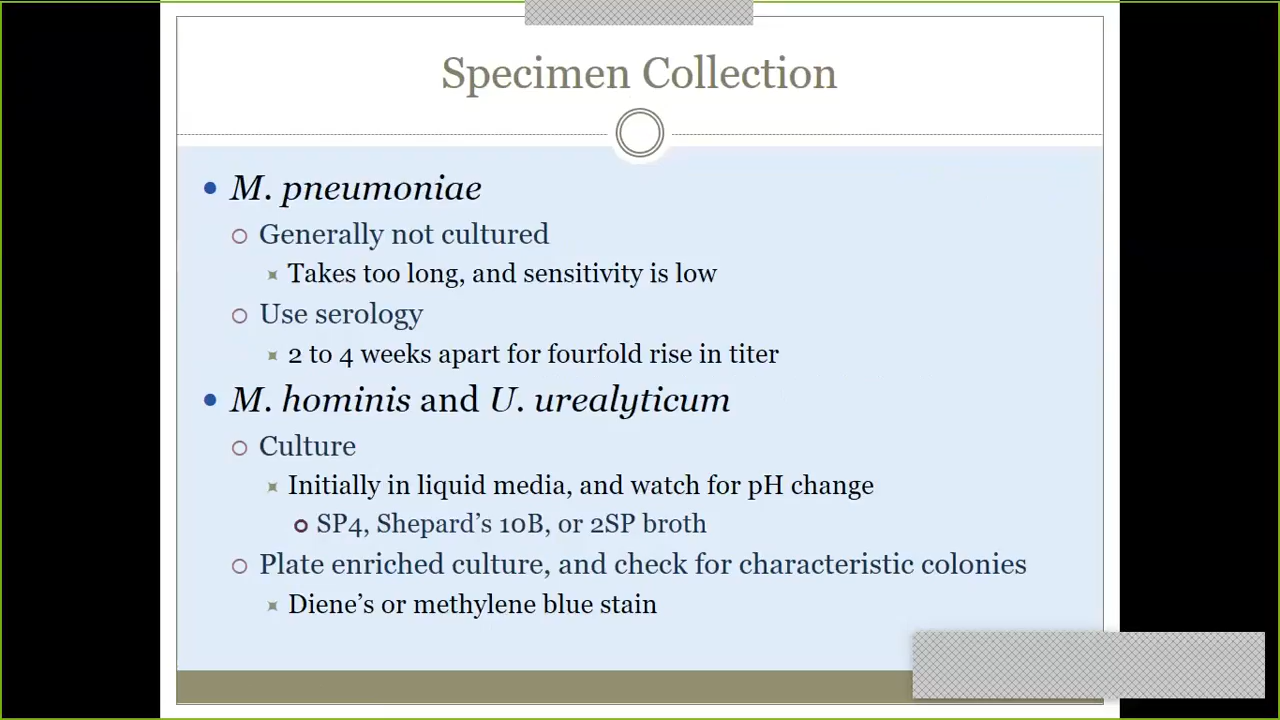 Specimen Collection
M. pneumoniae
Generally not cultured
Takes too long, and sensitivity is low
Use serology
2 to 4 weeks apart for fourfold rise in titer
M. hominis and U. urealyticum
Culture
Initially in liquid media, and watch for pH change
SP4, Shepard’s 10B, or 2SP broth
Plate enriched culture, and check for characteristic colonies
Diene’s or methylene blue stain